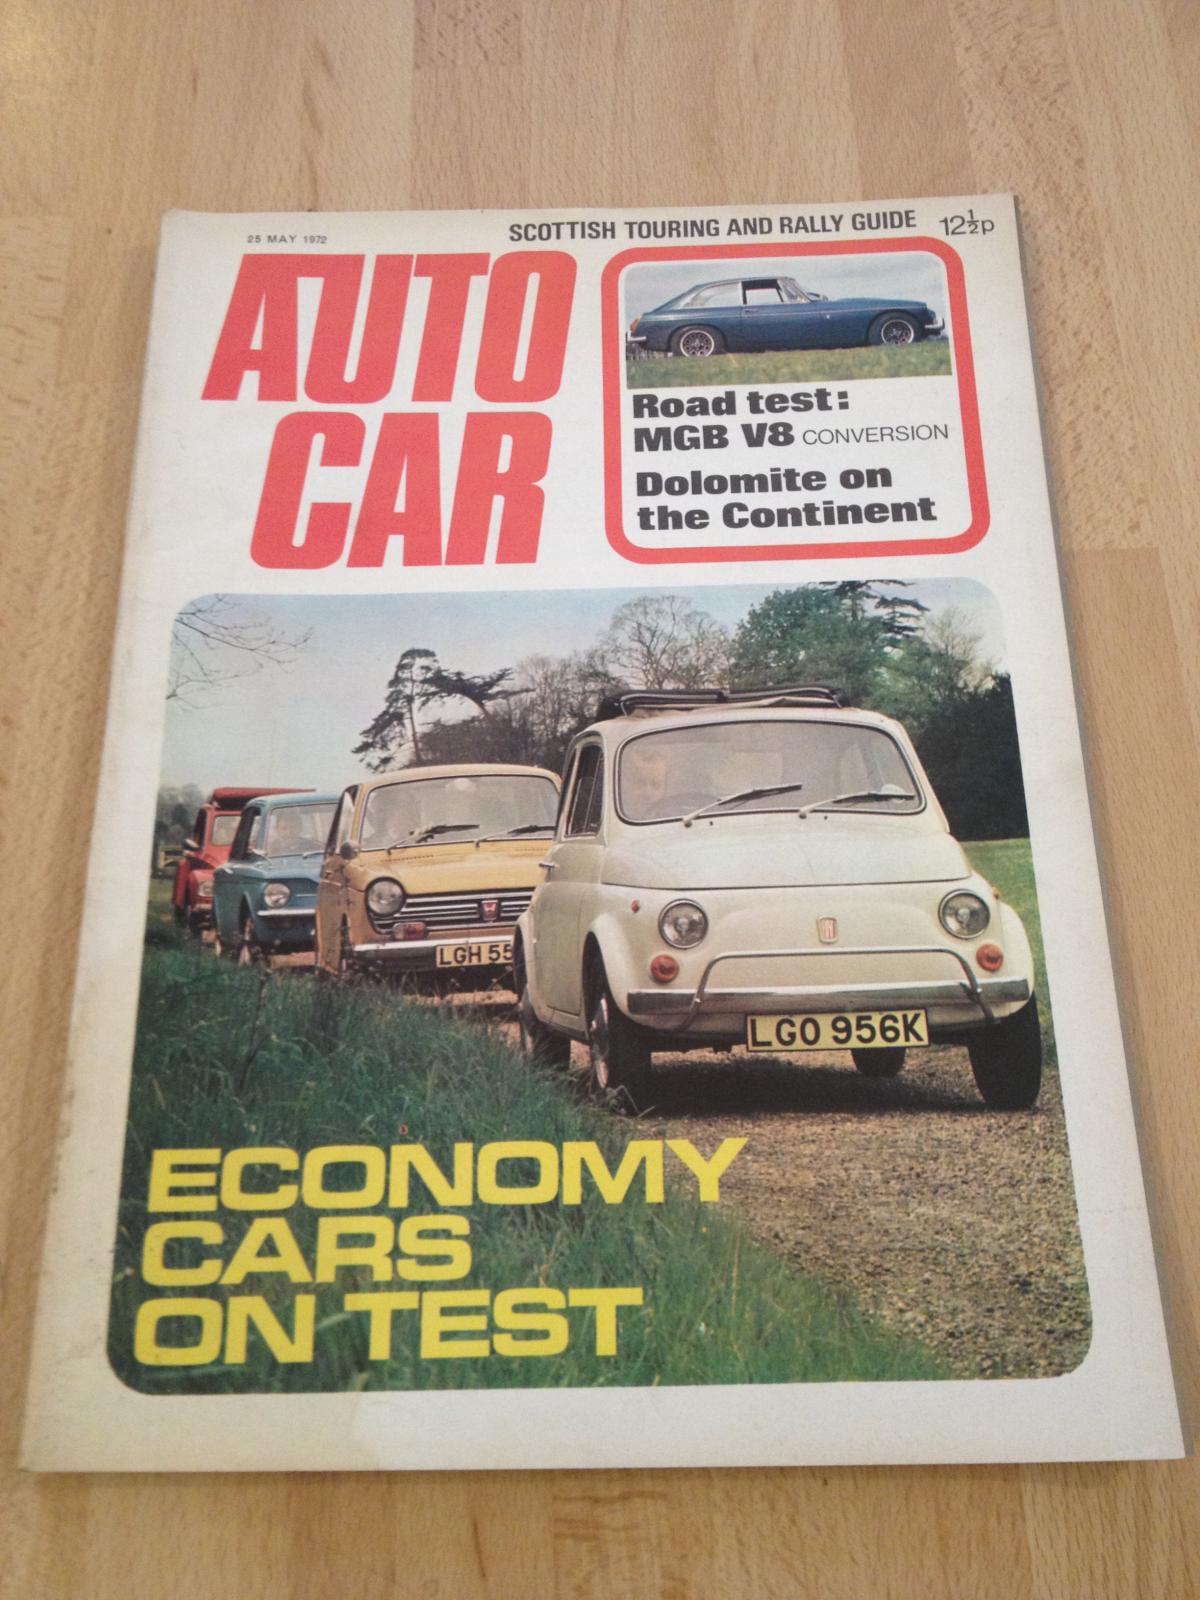 25 MAY 1972
SCOTTISH TOURING AND RALLY GUIDE
12½p
AUTO
CAR
Road test:
MGB V8 CONVERSION
Dolomite on
the Continent
LGH 55
LGO 956K
ECONOMY
CARS
ON TEST